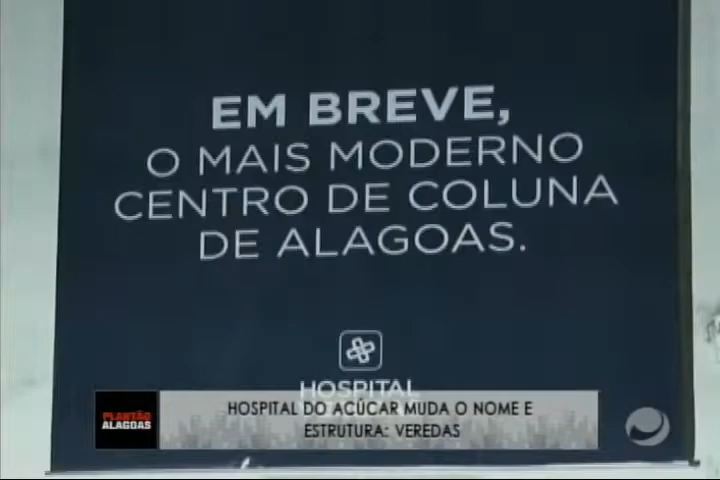 EM BREVE,
O MAIS MODERNO
CENTRO DE COLUNA
DE ALAGOAS.
HOSPITAL
PLANTÃO
ALAGOAS
HOSPITAL DO AÇÚCAR MUDA O NOME E
ESTRUTURA: VEREDAS